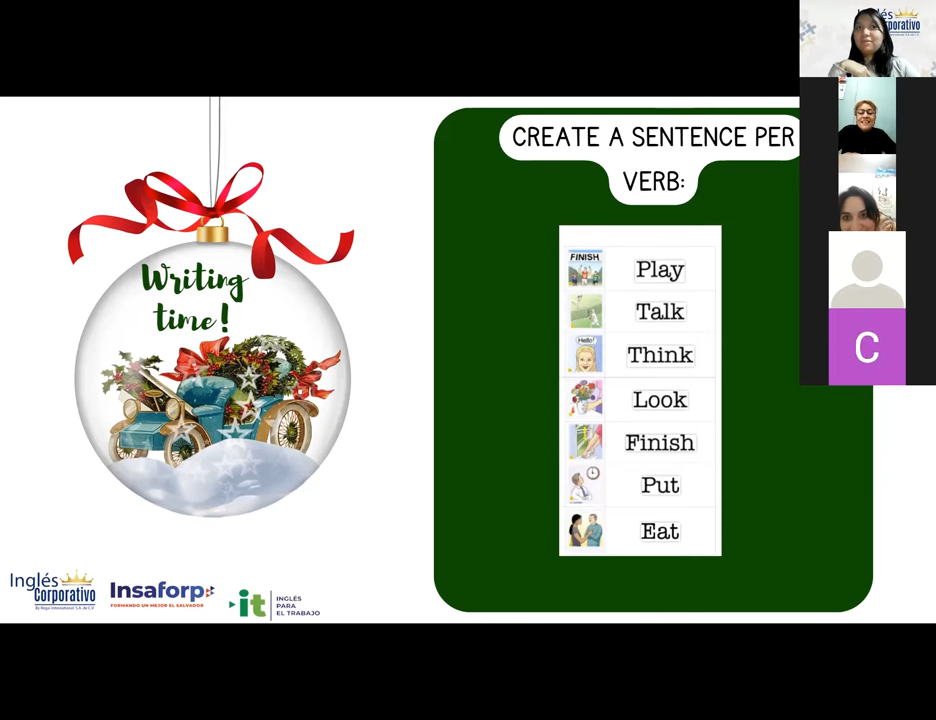 Writing
time!
CREATE A SENTENCE PER
VERB:
FINISH
Play
Talk
Hello!
Think
Look
Finish
Put
Eat
Inglés
Corporativo
Insaforp
FORMANDO UN MEJOR EL SALVADOR
it
INGLÉS
PARA
EL TRABAJO
Inglés
porativo
C